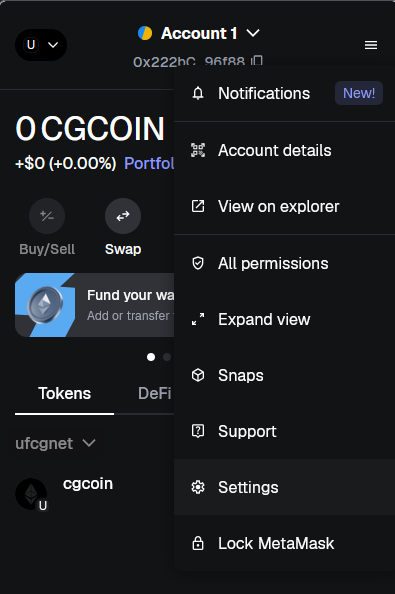 U
Account 1
0x222bC 96f88
Notifications New!
0 CGCOIN
Account details
+$0 (+0.00%) Portfol
View on explorer
Buy/Sell
Swap
All permissions
Fund your wa
Add or transfer
Expand view
Snaps
Tokens
DeFi
Support
ufcgnet
cgcoin
U
Settings
Lock MetaMask